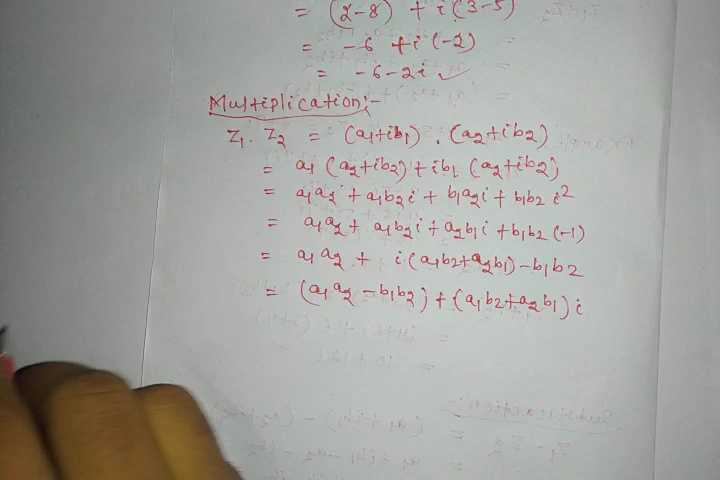 = (2-8) + i(3-5)
= -6 + i(-2)
= -6-2i ✓
Multiplication:-
Z₁. Z₂ = (a₁+ib₁) . (a₂+ib₂)
= a₁ (a₂+ib₂) + ib₁ (a₂+ib₂)
= a₁a₂ + a₁b₂i + b₁a₂i + b₁b₂ i²
= a₁a₂ + a₁b₂i + a₂b₁i + b₁b₂ (-1)
= a₁a₂ + i(a₁b₂+a₂b₁) - b₁b₂
= (a₁a₂ - b₁b₂) + (a₁b₂+a₂b₁)i